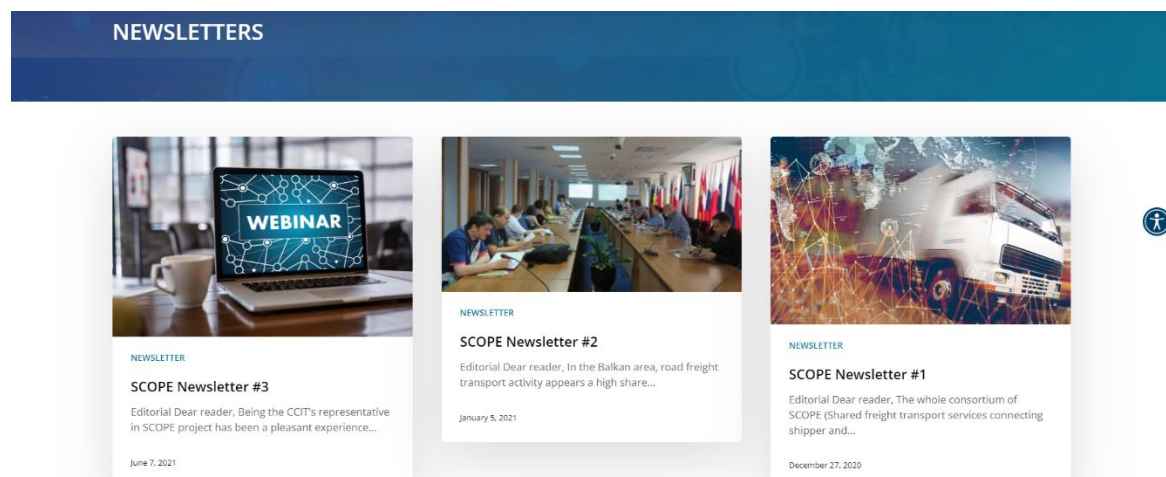 NEWSLETTERS
WEBINAR
NEWSLETTER
SCOPE Newsletter #3
Editorial Dear reader, Being the CCIT's representative
in SCOPE project has been a pleasant experience...
June 7, 2021
NEWSLETTER
SCOPE Newsletter #2
Editorial Dear reader, In the Balkan area, road freight
transport activity appears a high share...
January 5, 2021
NEWSLETTER
SCOPE Newsletter #1
Editorial Dear reader, The whole consortium of
SCOPE (Shared freight transport services connecting
shipper and...
December 27, 2020